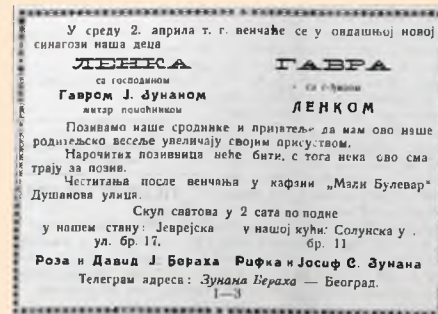 У среду 2. априла т. г. венчаће се у овдашњој новој
синагози наша деца
ЛЕНКА
са господином
Гавром Ј. Зунаном
митар помоћником
ГАВРА
са
ЛЕНКОМ
Позивамо наше сроднике и пријатеље да нам ово наше
родитељско весеље увеличају својим присуством.
Нарочитих позивница неће бити, с тога нека ово сма
трају за позив.
Честитања после венчања у кафани „Мали Булевар"
Душанова улица.
Скуп сватова у 2 сата по подне
у нашем стану: Јеврејска
ул. бр. 17.
у нашој кући: Солунска у .
бр. 11
Роза и Давид Ј. Бераха
Рифка и Јосиф С. Зунана
Телеграм адреса: Зунана Бераха — Београд.
1—3